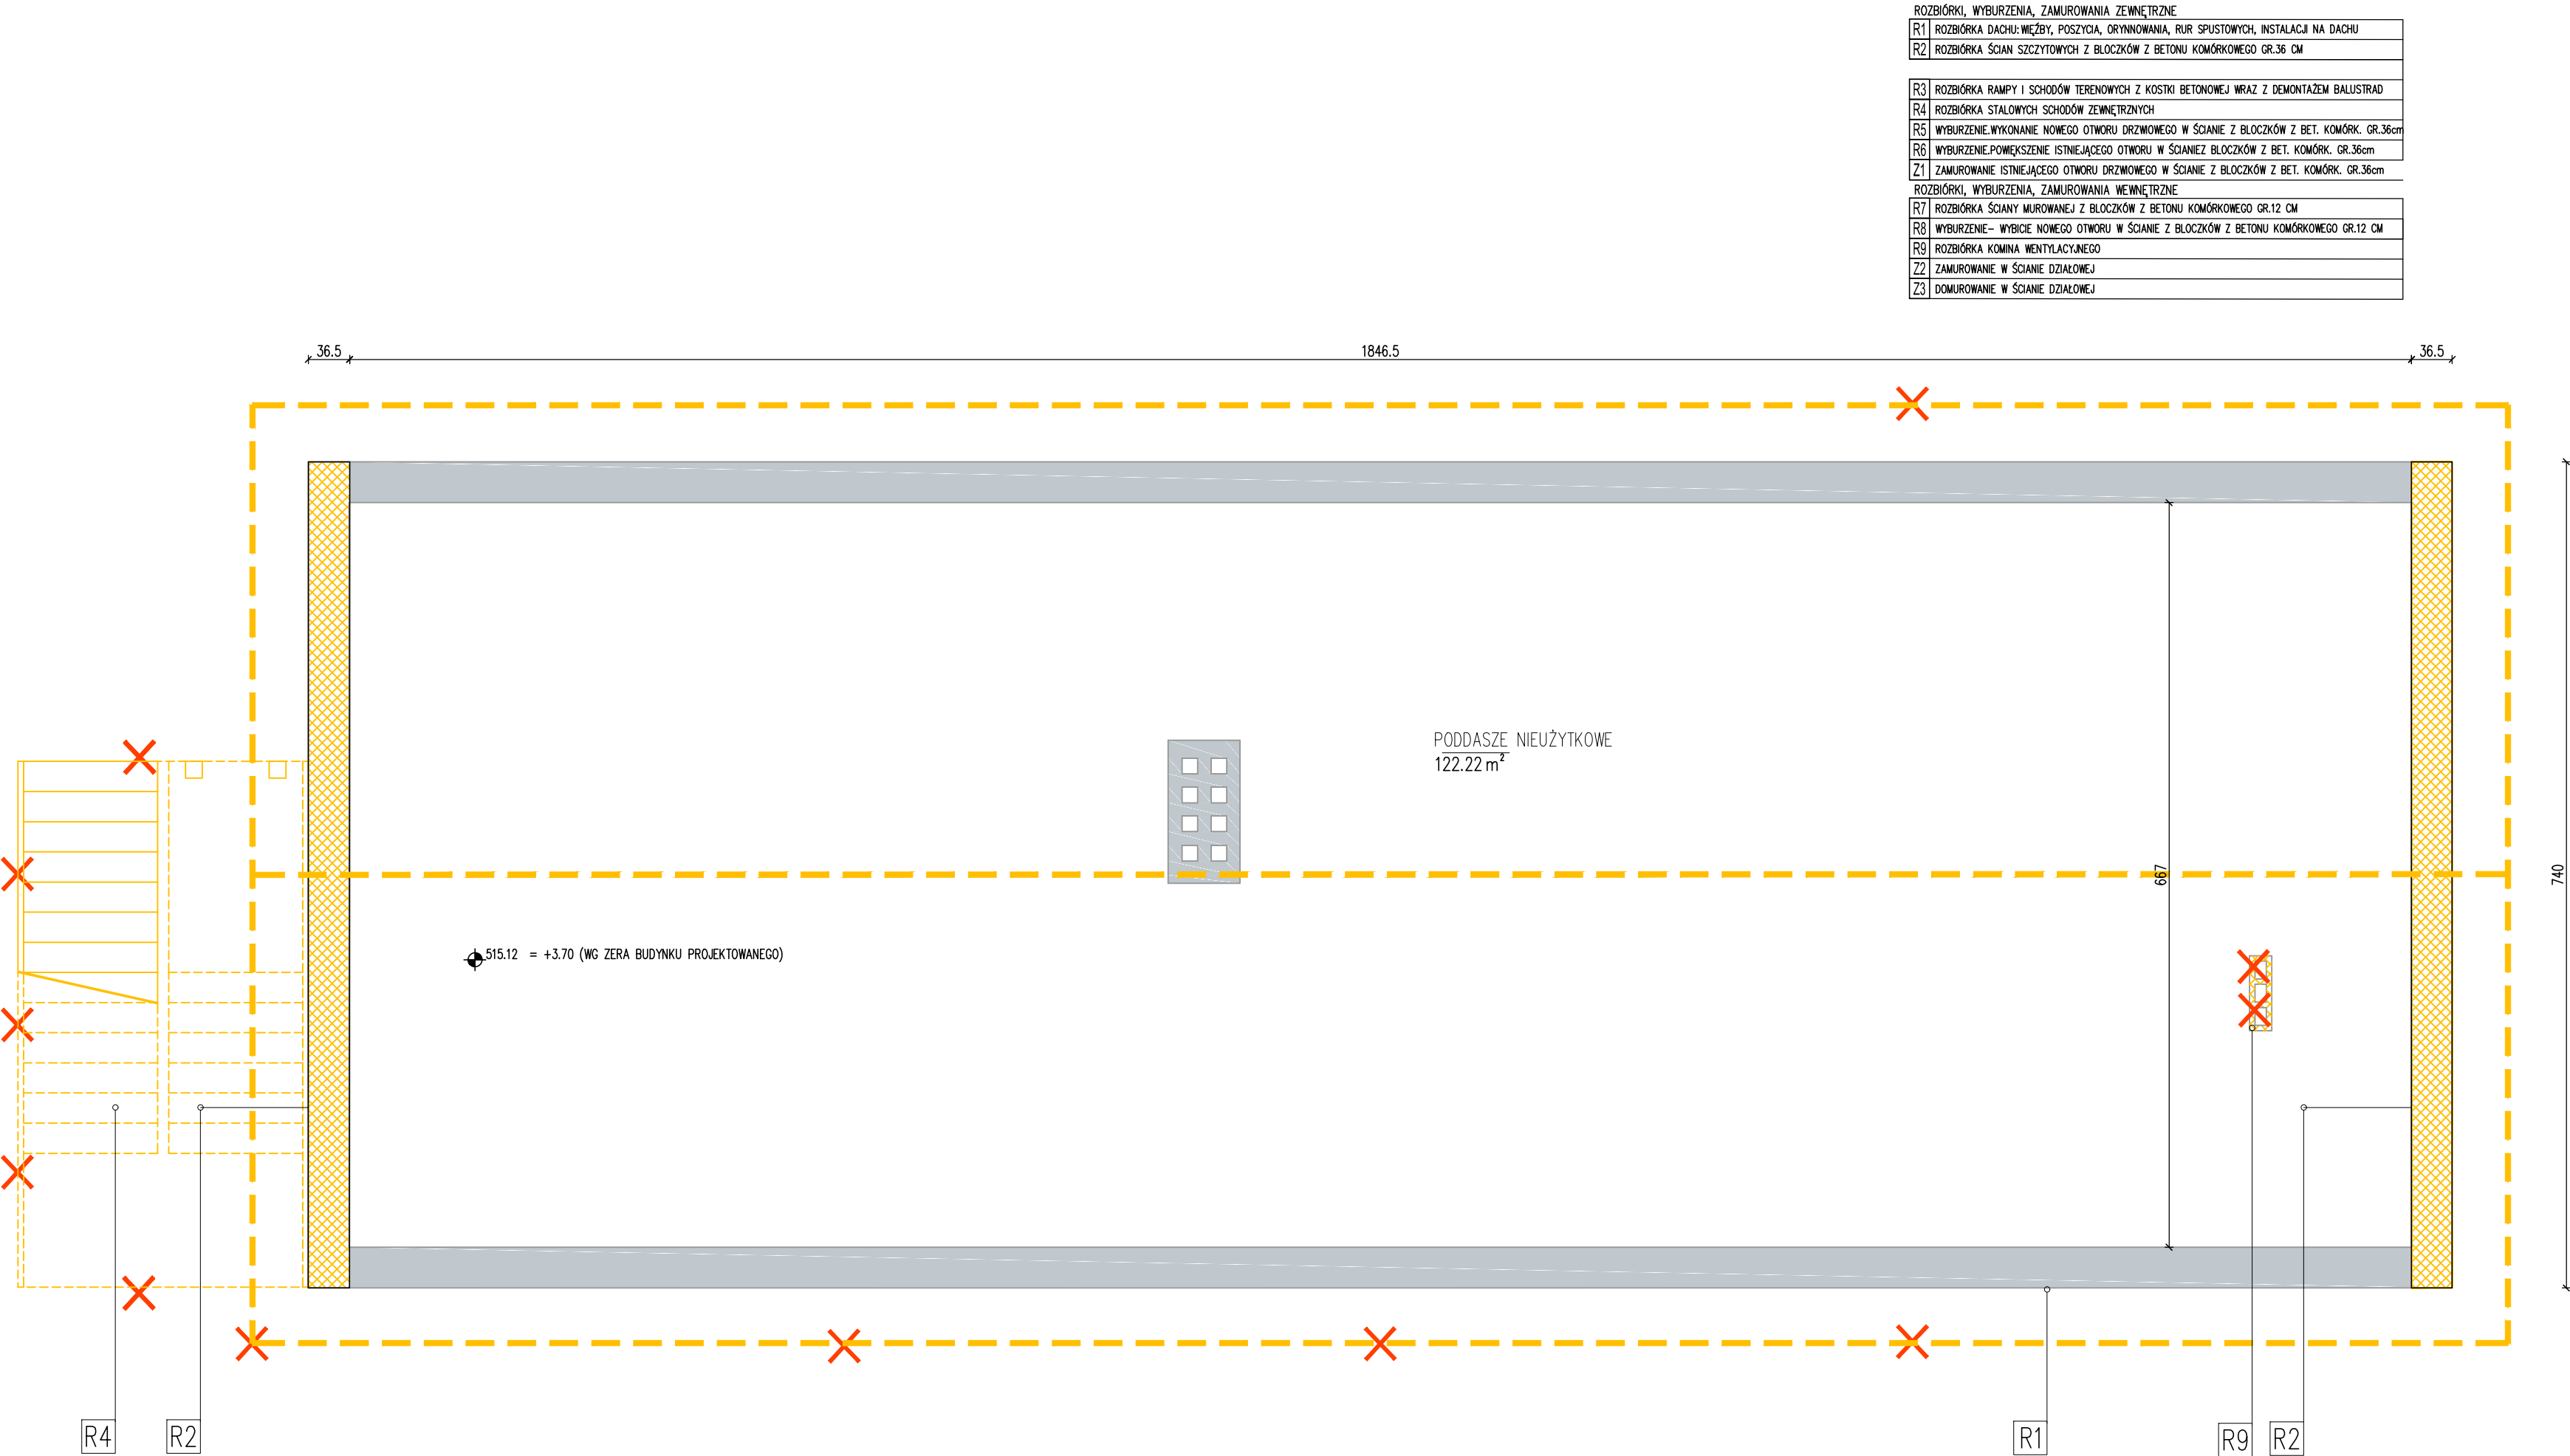 ROZBIÓRKI, WYBURZENIA, ZAMUROWANIA ZEWNĘTRZNE
R1 ROZBIÓRKA DACHU: WIĘŹBY, POSZYCIA, ORYNNOWANIA, RUR SPUSTOWYCH, INSTALACJI NA DACHU
R2 ROZBIÓRKA ŚCIAN SZCZYTOWYCH Z BLOCZKÓW Z BETONU KOMÓRKOWEGO GR.36 CM
R3 ROZBIÓRKA RAMPY I SCHODÓW TERENOWYCH Z KOSTKI BETONOWEJ WRAZ Z DEMONTAŻEM BALUSTRAD
R4 ROZBIÓRKA STALOWYCH SCHODÓW ZEWNĘTRZNYCH
R5 WYBURZENIE.WYKONANIE NOWEGO OTWORU DRZWIOWEGO W ŚCIANIE Z BLOCZKÓW Z BET. KOMÓRK. GR.36cm
R6 WYBURZENIE.POWIĘKSZENIE ISTNIEJĄCEGO OTWORU W ŚCIANIEZ BLOCZKÓW Z BET. KOMÓRK. GR.36cm
Z1 ZAMUROWANIE ISTNIEJĄCEGO OTWORU DRZWIOWEGO W ŚCIANIE Z BLOCZKÓW Z BET. KOMÓRK. GR.36cm
ROZBIÓRKI, WYBURZENIA, ZAMUROWANIA WEWNĘTRZNE
R7 ROZBIÓRKA ŚCIANY MUROWANEJ Z BLOCZKÓW Z BETONU KOMÓRKOWEGO GR.12 CM
R8 WYBURZENIE- WYBICIE NOWEGO OTWORU W ŚCIANIE Z BLOCZKÓW Z BETONU KOMÓRKOWEGO GR.12 CM
R9 ROZBIÓRKA KOMINA WENTYLACYJNEGO
Z2 ZAMUROWANIE W ŚCIANIE DZIAŁOWEJ
Z3 DOMUROWANIE W ŚCIANIE DZIAŁOWEJ
36.5 1846.5 36.5
PODDASZE NIEUŻYTKOWE
122.22 m²
667
740
515.12 = +3.70 (WG ZERA BUDYNKU PROJEKTOWANEGO)
R4 R2 R1 R9 R2